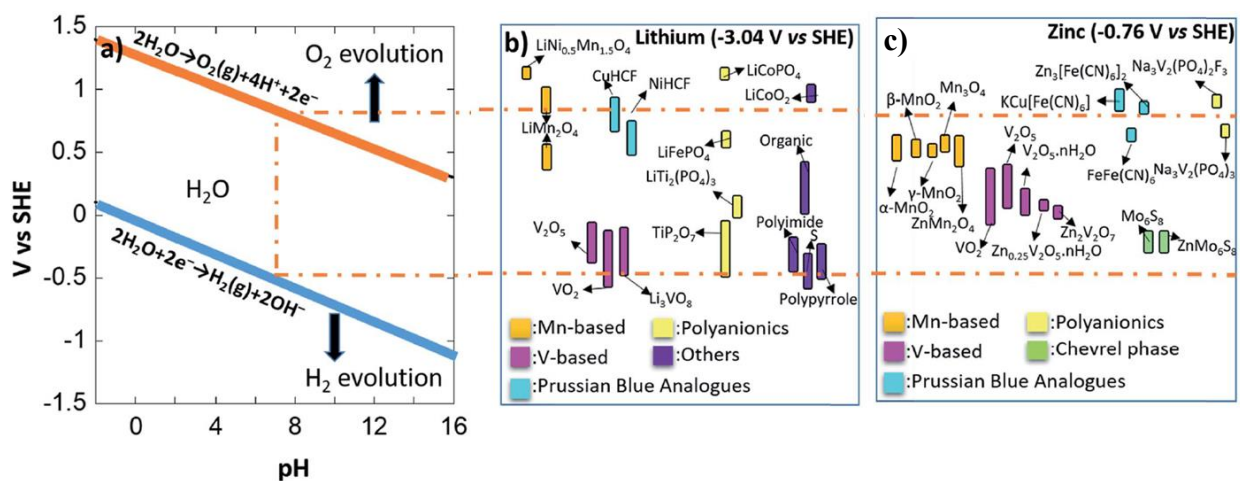 1.5
1
0.5
0
-0.5
-1
-1.5
V vs SHE
0
4
8
12
16
pH
a)
2H₂O→O₂(g)+4H⁺+2e⁻
O₂ evolution
H₂O
2H₂O+2e⁻→H₂(g)+2OH⁻
H₂ evolution
b)
Lithium (-3.04 V vs SHE)
LiNi₀.₅Mn₁.₅O₄
CuHCF
NiHCF
LiCoPO₄
LiCoO₂
LiMn₂O₄
LiFePO₄
Organic
LiTi₂(PO₄)₃
V₂O₅
TiP₂O₇
Polyimide
S
VO₂
Li₃VO₈
Polypyrrole
:Mn-based
:Polyanionics
:V-based
:Others
:Prussian Blue Analogues
c)
Zinc (-0.76 V vs SHE)
Zn₃[Fe(CN)₆]₂
Na₃V₂(PO₄)₂F₃
β-MnO₂
Mn₃O₄
KCu[Fe(CN)₆]
V₂O₅
V₂O₅.nH₂O
FeFe(CN)₆
Na₃V₂(PO₄)₃
α-MnO₂
γ-MnO₂
ZnMn₂O₄
VO₂
Zn₀.₂₅V₂O₅.nH₂O
Zn₂V₂O₇
Mo₆S₈
ZnMo₆S₈
:Mn-based
:Polyanionics
:V-based
:Chevrel phase
:Prussian Blue Analogues